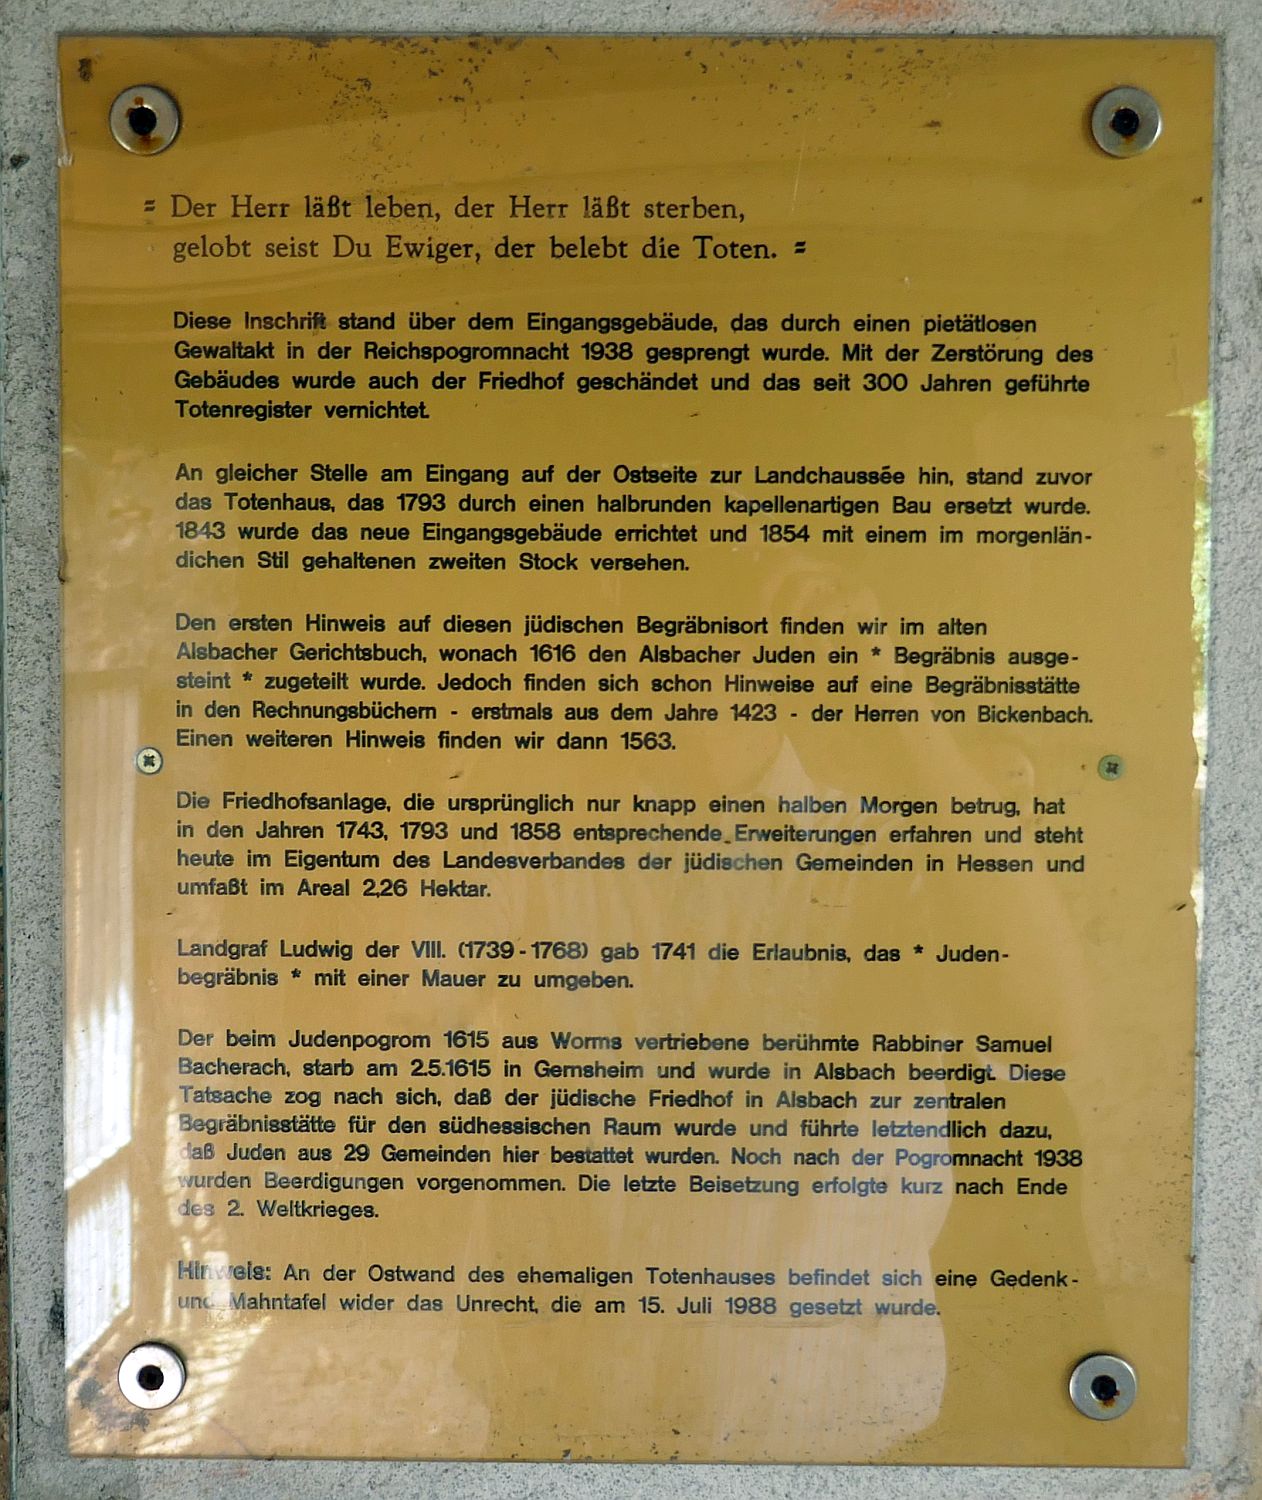 = Der Herr läßt leben, der Herr läßt sterben,
gelobt seist Du Ewiger, der belebt die Toten. =
Diese Inschrift stand über dem Eingangsgebäude, das durch einen pietätlosen
Gewaltakt in der Reichspogromnacht 1938 gesprengt wurde. Mit der Zerstörung des
Gebäudes wurde auch der Friedhof geschändet und das seit 300 Jahren geführte
Totenregister vernichtet.
An gleicher Stelle am Eingang auf der Ostseite zur Landchaussée hin, stand zuvor
das Totenhaus, das 1793 durch einen halbrunden kapellenartigen Bau ersetzt wurde.
1843 wurde das neue Eingangsgebäude errichtet und 1854 mit einem im morgenlän-
dichen Stil gehaltenen zweiten Stock versehen.
Den ersten Hinweis auf diesen jüdischen Begräbnisort finden wir im alten
Alsbacher Gerichtsbuch, wonach 1616 den Alsbacher Juden ein * Begräbnis ausge-
steint * zugeteilt wurde. Jedoch finden sich schon Hinweise auf eine Begräbnisstätte
in den Rechnungsbüchern - erstmals aus dem Jahre 1423 - der Herren von Bickenbach.
Einen weiteren Hinweis finden wir dann 1563.
Die Friedhofsanlage, die ursprünglich nur knapp einen halben Morgen betrug, hat
in den Jahren 1743, 1793 und 1858 entsprechende Erweiterungen erfahren und steht
heute im Eigentum des Landesverbandes der jüdischen Gemeinden in Hessen und
umfaßt im Areal 2,26 Hektar.
Landgraf Ludwig der VIII. (1739-1768) gab 1741 die Erlaubnis, das * Juden-
begräbnis * mit einer Mauer zu umgeben.
Der beim Judenpogrom 1615 aus Worms vertriebene berühmte Rabbiner Samuel
Bacherach, starb am 2.5.1615 in Gernsheim und wurde in Alsbach beerdigt. Diese
Tatsache zog nach sich, daß der jüdische Friedhof in Alsbach zur zentralen
Begräbnisstätte für den südhessischen Raum wurde und führte letztendlich dazu,
daß Juden aus 29 Gemeinden hier bestattet wurden. Noch nach der Pogromnacht 1938
wurden Beerdigungen vorgenommen. Die letzte Beisetzung erfolgte kurz nach Ende
des 2. Weltkrieges.
Hinweis: An der Ostwand des ehemaligen Totenhauses befindet sich eine Gedenk-
und Mahntafel wider das Unrecht, die am 15. Juli 1988 gesetzt wurde.